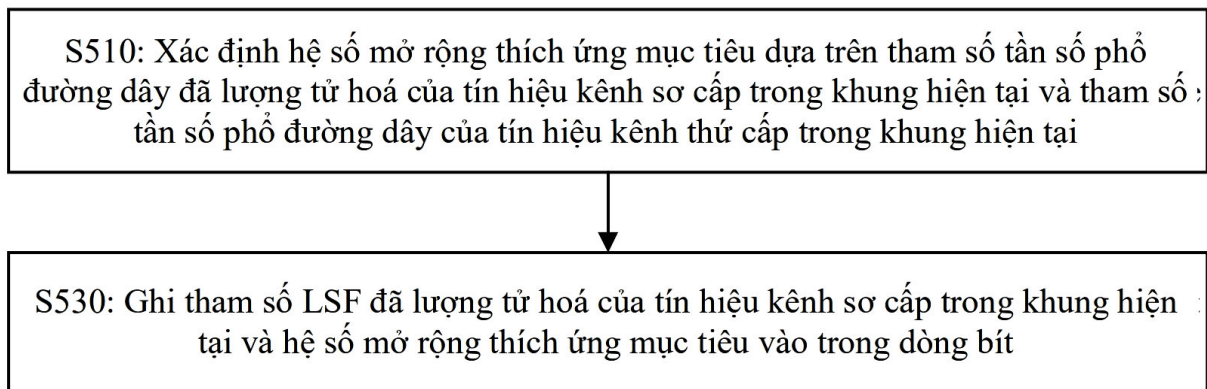 S510: Xác định hệ số mở rộng thích ứng mục tiêu dựa trên tham số tần số phổ
đường dây đã lượng tử hoá của tín hiệu kênh sơ cấp trong khung hiện tại và tham số
tần số phổ đường dây của tín hiệu kênh thứ cấp trong khung hiện tại
S530: Ghi tham số LSF đã lượng tử hoá của tín hiệu kênh sơ cấp trong khung hiện
tại và hệ số mở rộng thích ứng mục tiêu vào trong dòng bít